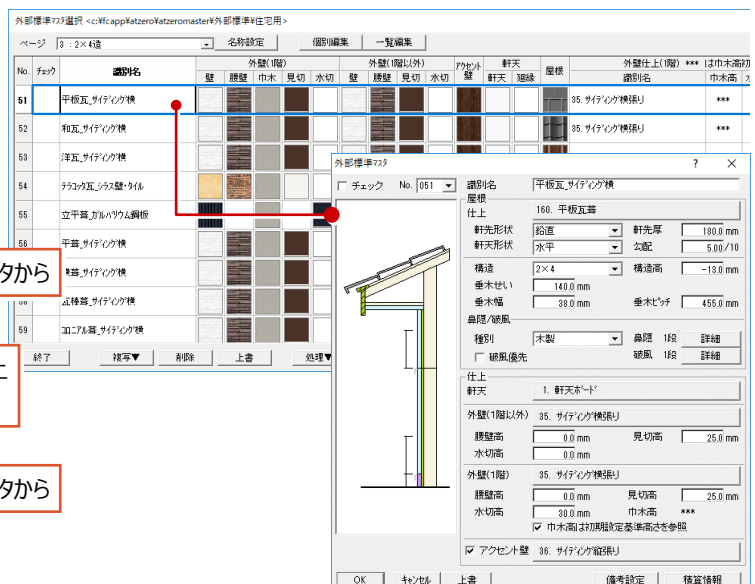 外部標準ﾏｽﾀ選択 <c:¥fcapp¥atzero¥atzeromaster¥外部標準¥住宅用>
ページ 3 : 2×4造 名称設定 個別編集 一覧編集
No. ﾁｪｯｸ 識別名 外壁(1階) 外壁(1階以外) ｱｸｾﾝﾄ壁 軒天 屋根 外壁仕上(1階) *** は巾木高初
壁 腰壁 巾木 見切 水切 壁 腰壁 見切 水切 軒天 廻縁 識別名 巾木高
51 平板瓦_ｻｲﾃﾞｨﾝｸﾞ横 35. ｻｲﾃﾞｨﾝｸﾞ横張り ***
52 和瓦_ｻｲﾃﾞｨﾝｸﾞ横 35. ｻｲﾃﾞｨﾝｸﾞ横張り ***
53 洋瓦_ｻｲﾃﾞｨﾝｸﾞ横
54 ﾃﾗｺｯﾀ瓦_ｼﾗｽ壁・ﾀｲﾙ
55 立平葺_ｶﾞﾙﾊﾞﾘｳﾑ鋼板
56 平葺_ｻｲﾃﾞｨﾝｸﾞ横
葺_ｻｲﾃﾞｨﾝｸﾞ横
瓦棒葺_ｻｲﾃﾞｨﾝｸﾞ横
59 ｺﾛﾆｱﾙ葺_ｻｲﾃﾞｨﾝｸﾞ横
終了 複写▼ 削除 上書 処理▼
タから
タから
外部標準ﾏｽﾀ ? ×
チェック No. 051 識別名 平板瓦_ｻｲﾃﾞｨﾝｸﾞ横
屋根
仕上 160. 平板瓦葺
軒先形状 鉛直 軒先厚 180.0 mm
軒天形状 水平 勾配 5.00 /10
構造 2×4 構造高 -13.0 mm
垂木せい 140.0 mm
垂木幅 38.0 mm 垂木ﾋﾟｯﾁ 455.0 mm
鼻隠/破風
種別 木製 鼻隠 1段 詳細
破風優先 破風 1段 詳細
仕上
軒天 1. 軒天ﾎﾞｰﾄﾞ
外壁(1階以外) 35. ｻｲﾃﾞｨﾝｸﾞ横張り
腰壁高 0.0 mm 見切高 25.0 mm
水切高 0.0 mm
外壁(1階) 35. ｻｲﾃﾞｨﾝｸﾞ横張り
腰壁高 0.0 mm 見切高 25.0 mm
水切高 30.0 mm 巾木高 ***
巾木高は初期設定基準高さを参照
アクセント壁 36. ｻｲﾃﾞｨﾝｸﾞ縦張り
OK ｷｬﾝｾﾙ 上書 備考設定 積算情報